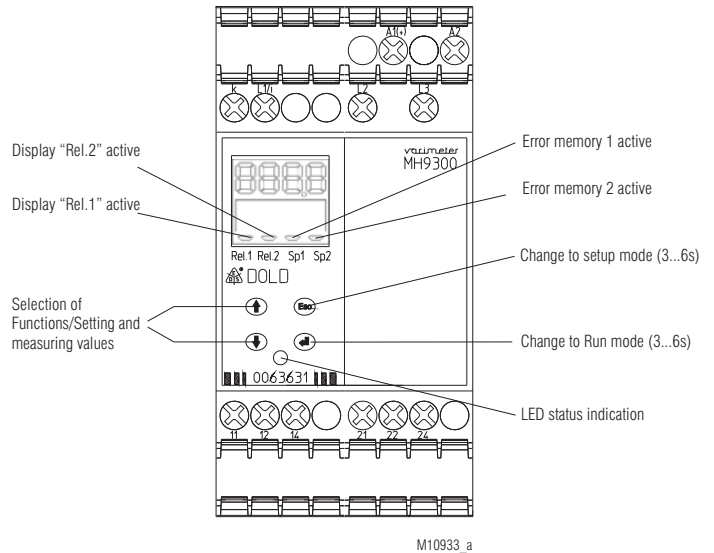 A1(+) A2
k L1/i L2 L3
varimeter
MH9300
Display “Rel.2” active
Display “Rel.1” active
Error memory 1 active
Error memory 2 active
Rel.1 Rel.2 Sp1 Sp2
DOLD
Change to setup mode (3...6s)
Esc
Selection of
Functions/Setting and
measuring values
Change to Run mode (3...6s)
0063631
LED status indication
11 12 14 21 22 24
M10933_a